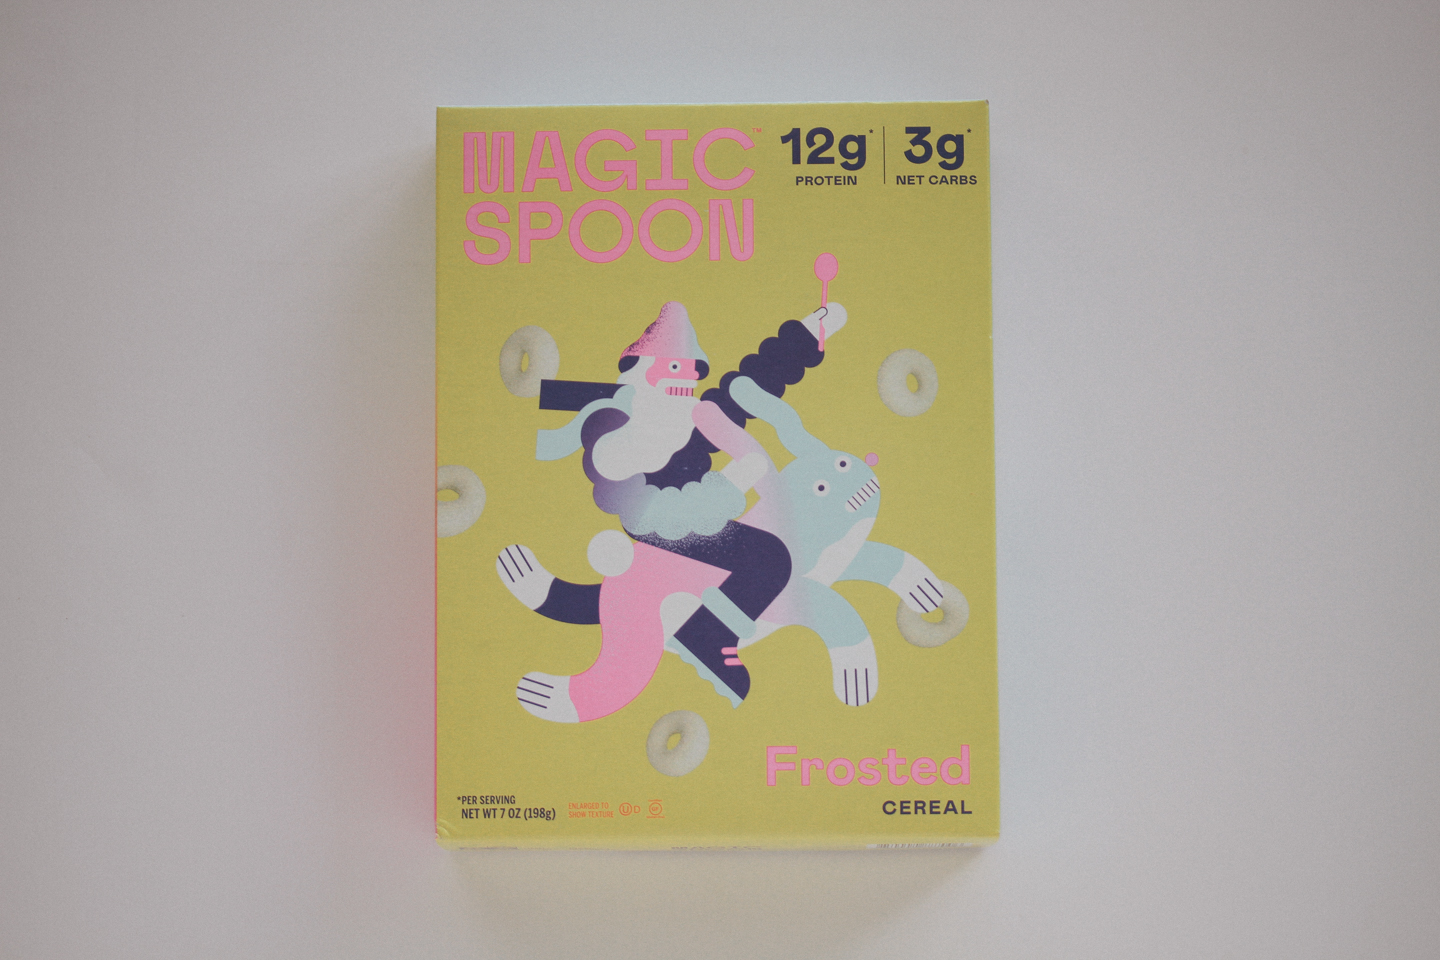 MAGIC™
SPOON
12g*
PROTEIN
3g*
NET CARBS
Frosted
CEREAL
*PER SERVING
NET WT 7 OZ (198g)
ENLARGED TO
SHOW TEXTURE
U D
GF